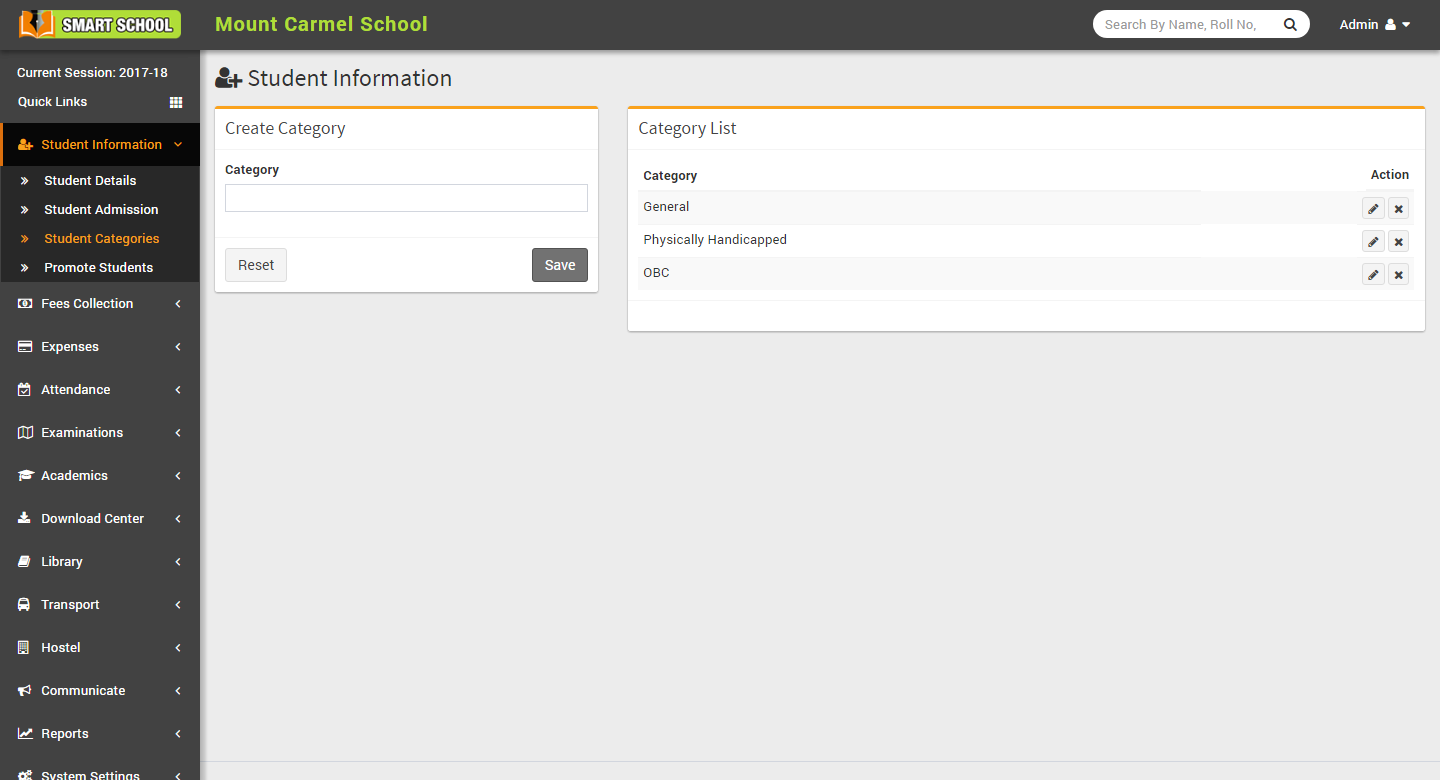 SMART SCHOOL
Mount Carmel School
Search By Name, Roll No,
Admin
Current Session: 2017-18
Quick Links
Student Information
Student Details
Student Admission
Student Categories
Promote Students
Fees Collection
Expenses
Attendance
Examinations
Academics
Download Center
Library
Transport
Hostel
Communicate
Reports
System Settings
Student Information
Create Category
Category
Reset
Save
Category List
Category Action
General
Physically Handicapped
OBC